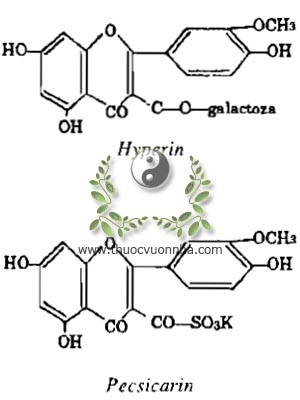 HO O OCH₃
OH
CO C—O—galactoza
OH
Hyperin
www.thuocvuonnha.com
HO O OCH₃
OH
CO CO—SO₃K
OH
Pecsicarin